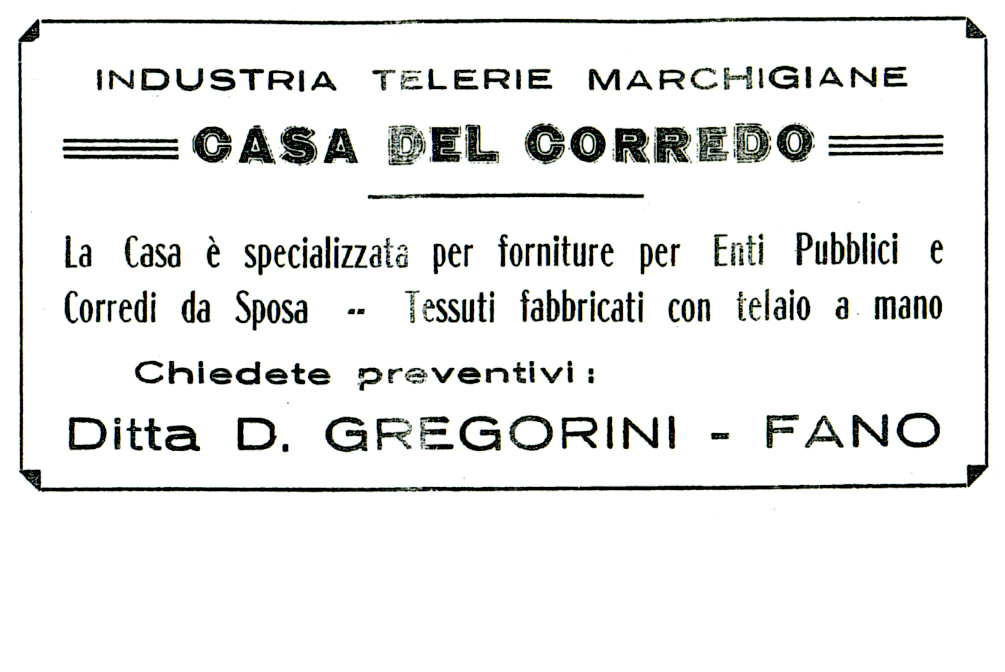 INDUSTRIA TELERIE MARCHIGIANE
CASA DEL CORREDO
La Casa è specializzata per forniture per Enti Pubblici e
Corredi da Sposa -- Tessuti fabbricati con telaio a mano
Chiedete preventivi :
Ditta D. GREGORINI - FANO